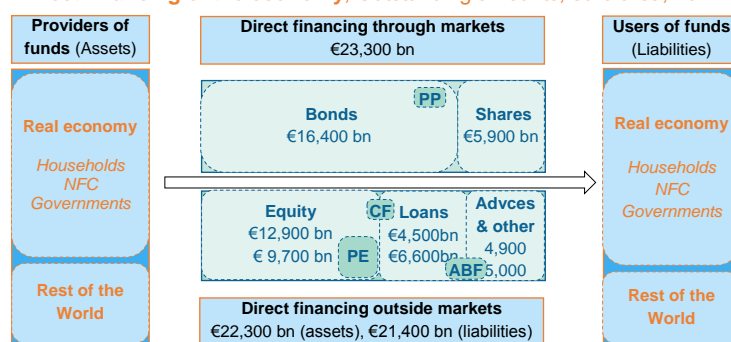 Providers of
funds (Assets)
Direct financing through markets
€23,300 bn
Users of funds
(Liabilities)
Real economy
Households
NFC
Governments
Rest of the
World
Bonds
€16,400 bn
PP
Shares
€5,900 bn
Equity
€12,900 bn
€ 9,700 bn
PE
CF
Loans
€4,500bn
€6,600bn
Advces
& other
4,900
5,000
ABF
Real economy
Households
NFC
Governments
Rest of the
World
Direct financing outside markets
€22,300 bn (assets), €21,400 bn (liabilities)